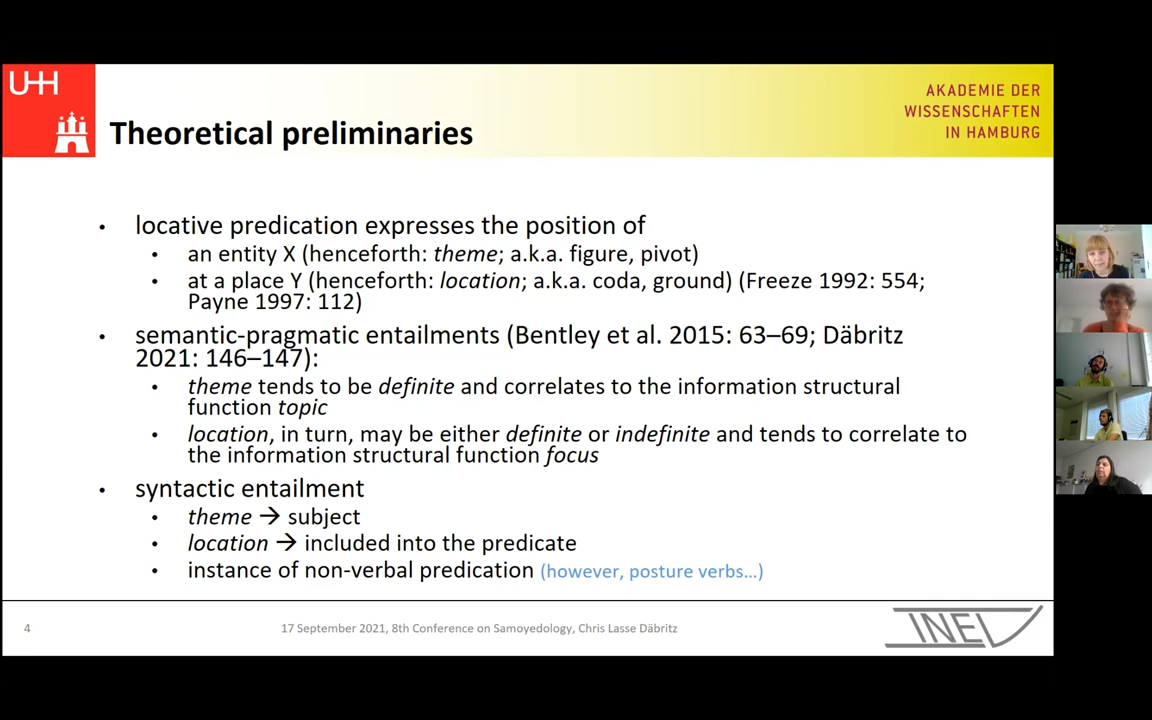 UHH
AKADEMIE DER
WISSENSCHAFTEN
IN HAMBURG
Theoretical preliminaries
• locative predication expresses the position of
• an entity X (henceforth: theme; a.k.a. figure, pivot)
• at a place Y (henceforth: location; a.k.a. coda, ground) (Freeze 1992: 554;
Payne 1997: 112)
• semantic-pragmatic entailments (Bentley et al. 2015: 63–69; Däbritz
2021: 146–147):
• theme tends to be definite and correlates to the information structural
function topic
• location, in turn, may be either definite or indefinite and tends to correlate to
the information structural function focus
• syntactic entailment
• theme → subject
• location → included into the predicate
• instance of non-verbal predication (however, posture verbs…)
4
17 September 2021, 8th Conference on Samoyedology, Chris Lasse Däbritz
INEL